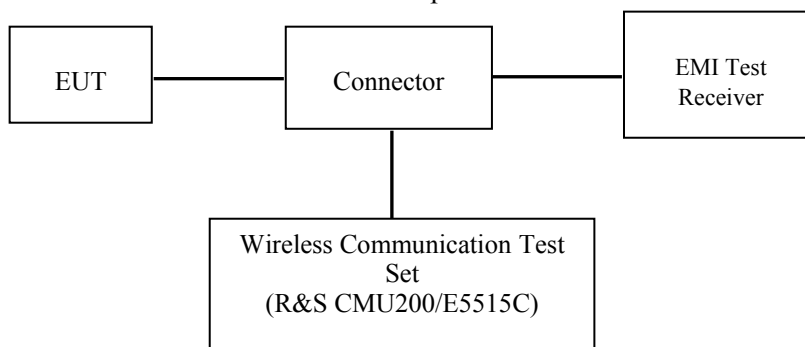 EUT
Connector
EMI Test
Receiver
Wireless Communication Test
Set
(R&S CMU200/E5515C)